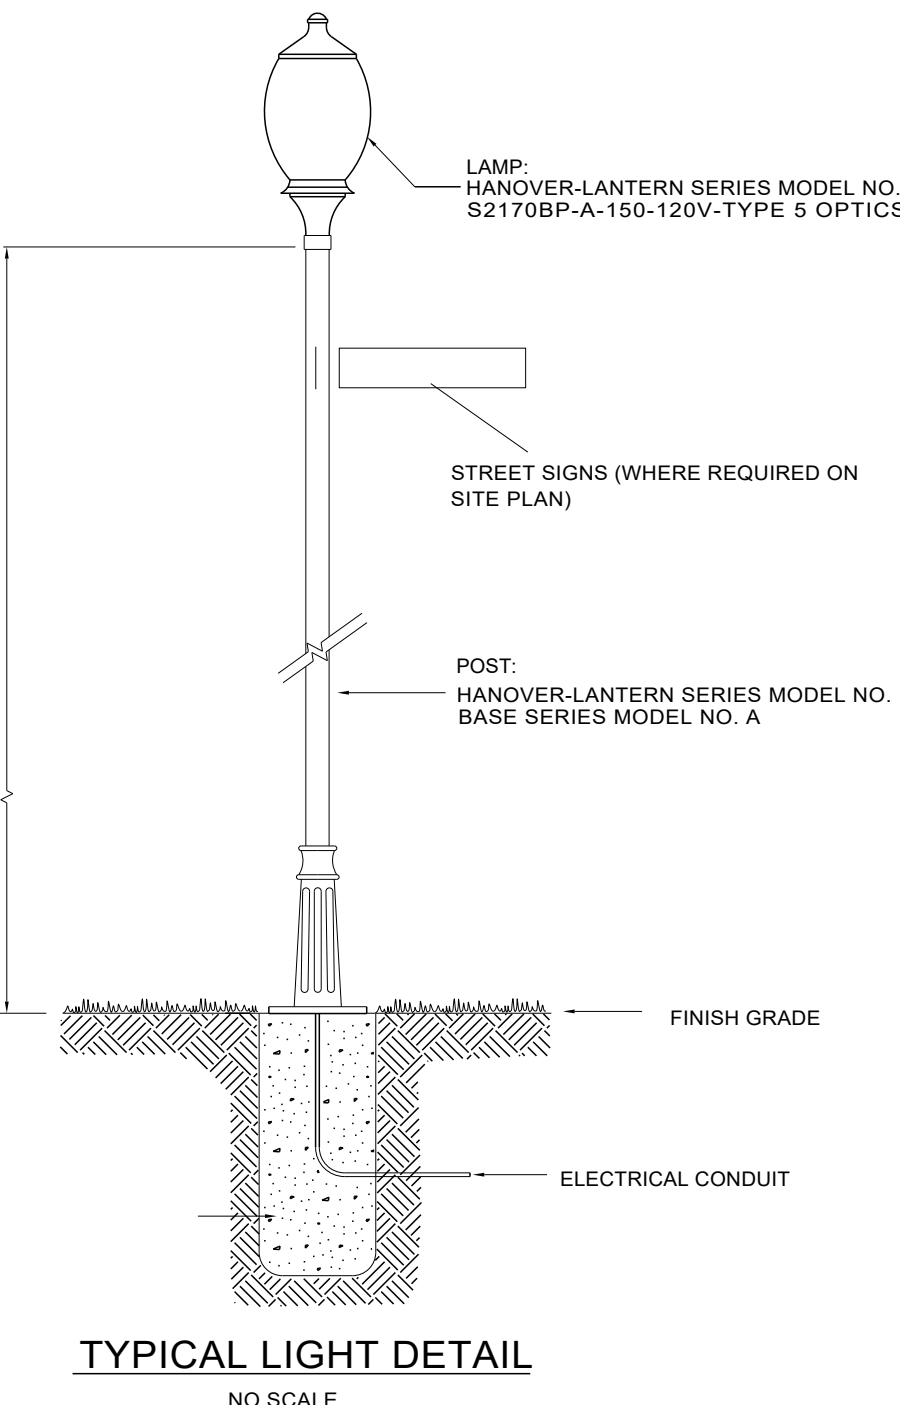 LAMP:
HANOVER-LANTERN SERIES MODEL NO.
S2170BP-A-150-120V-TYPE 5 OPTICS
STREET SIGNS (WHERE REQUIRED ON
SITE PLAN)
POST:
HANOVER-LANTERN SERIES MODEL NO.
BASE SERIES MODEL NO. A
FINISH GRADE
ELECTRICAL CONDUIT
TYPICAL LIGHT DETAIL
NO SCALE